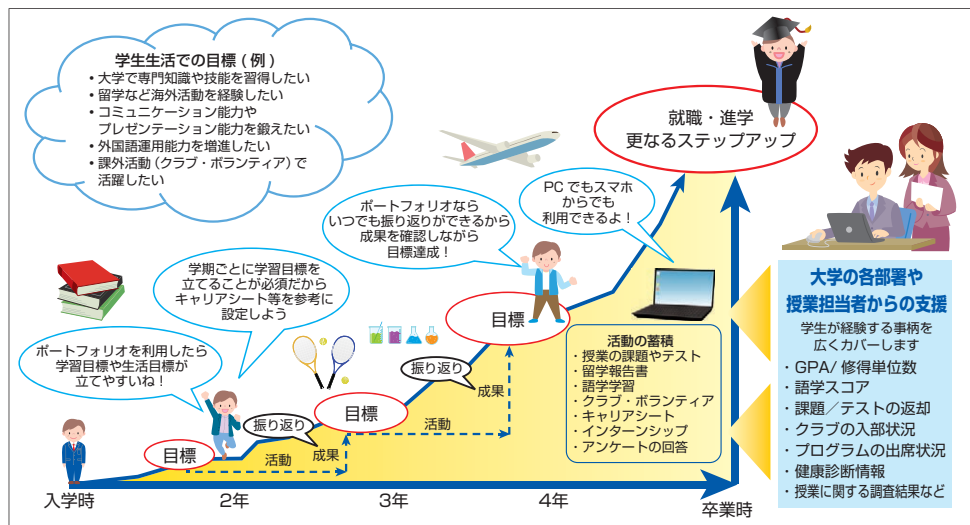 学生生活での目標(例)
・大学で専門知識や技能を習得したい
・留学など海外活動を経験したい
・コミュニケーション能力や
プレゼンテーション能力を鍛えたい
・外国語運用能力を増進したい
・課外活動(クラブ・ボランティア)で
活躍したい
就職・進学
更なるステップアップ
ポートフォリオなら
いつでも振り返りができるから
成果を確認しながら
目標達成!
PCでもスマホ
からでも
利用できるよ!
学期ごとに学習目標を
立てることが必須だから
キャリアシート等を参考に
設定しよう
ポートフォリオを利用したら
学習目標や生活目標が
立てやすいね!
目標
振り返り
活動
成果
目標
振り返り
活動
成果
目標
活動の蓄積
・授業の課題やテスト
・留学報告書
・語学学習
・クラブ・ボランティア
・キャリアシート
・インターンシップ
・アンケートの回答
大学の各部署や
授業担当者からの支援
学生が経験する事柄を
広くカバーします
・GPA/修得単位数
・語学スコア
・課題/テストの返却
・クラブの入部状況
・プログラムの出席状況
・健康診断情報
・授業に関する調査結果など
入学時
2年
3年
4年
卒業時